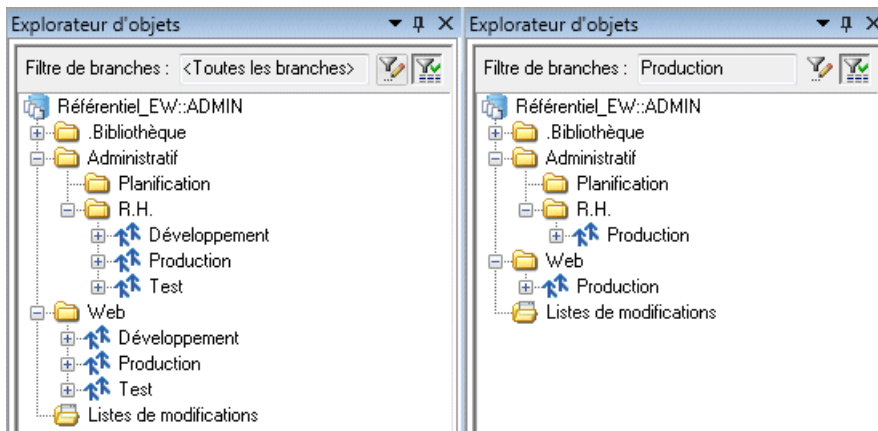 Explorateur d'objets
Filtre de branches : <Toutes les branches>
Référentiel_EW::ADMIN
.Bibliothèque
Administratif
Planification
R.H.
Développement
Production
Test
Web
Développement
Production
Test
Listes de modifications
Explorateur d'objets
Filtre de branches : Production
Référentiel_EW::ADMIN
.Bibliothèque
Administratif
Planification
R.H.
Production
Web
Production
Listes de modifications